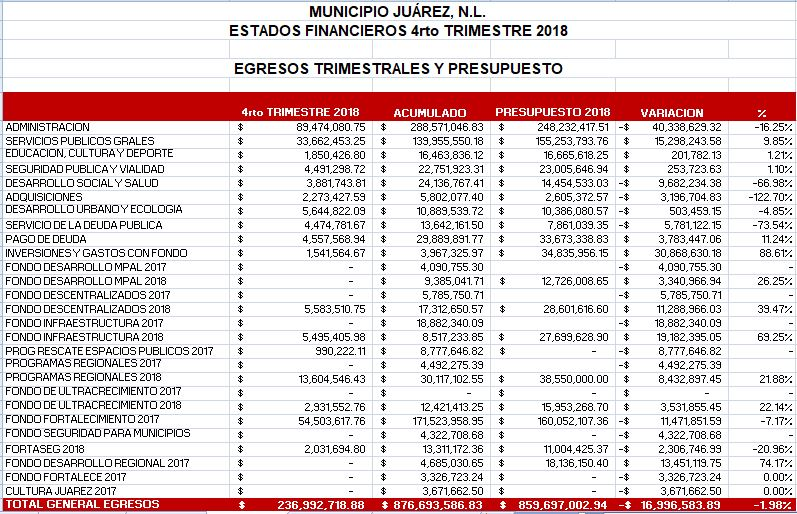 MUNICIPIO JUÁREZ, N.L.
ESTADOS FINANCIEROS 4rto TRIMESTRE 2018
EGRESOS TRIMESTRALES Y PRESUPUESTO
4rto TRIMESTRE 2018 ACUMULADO PRESUPUESTO 2018 VARIACION %
ADMINISTRACION $ 89,474,080.75 $ 288,571,046.83 $ 248,232,417.51 -$ 40,338,629.32 -16.25%
SERVICIOS PUBLICOS GRALES $ 33,662,453.25 $ 139,955,550.18 $ 155,253,793.76 $ 15,298,243.58 9.85%
EDUCACION, CULTURA Y DEPORTE $ 1,850,426.80 $ 16,463,836.12 $ 16,665,618.25 $ 201,782.13 1.21%
SEGURIDAD PUBLICA Y VIALIDAD $ 4,491,298.72 $ 22,751,923.31 $ 23,005,646.94 $ 253,723.63 1.10%
DESARROLLO SOCIAL Y SALUD $ 3,881,743.81 $ 24,136,767.41 $ 14,454,533.03 -$ 9,682,234.38 -66.98%
ADQUISICIONES $ 2,273,427.59 $ 5,802,077.40 $ 2,605,372.57 -$ 3,196,704.83 -122.70%
DESARROLLO URBANO Y ECOLOGIA $ 5,644,822.09 $ 10,889,539.72 $ 10,386,080.57 -$ 503,459.15 -4.85%
SERVICIO DE LA DEUDA PUBLICA $ 4,474,781.67 $ 13,642,161.50 $ 7,861,039.35 -$ 5,781,122.15 -73.54%
PAGO DE DEUDA $ 4,557,568.94 $ 29,889,891.77 $ 33,673,338.83 $ 3,783,447.06 11.24%
INVERSIONES Y GASTOS CON FONDO $ 1,541,564.67 $ 3,967,325.97 $ 34,835,956.15 $ 30,868,630.18 88.61%
FONDO DESARROLLO MPAL 2017 - $ 4,090,755.30 - -$ 4,090,755.30
FONDO DESARROLLO MPAL 2018 - $ 9,385,041.71 $ 12,726,008.65 $ 3,340,966.94 26.25%
FONDO DESCENTRALIZADOS 2017 - $ 5,785,750.71 - -$ 5,785,750.71
FONDO DESCENTRALIZADOS 2018 $ 5,583,510.75 $ 17,312,650.57 $ 28,601,616.60 $ 11,288,966.03 39.47%
FONDO INFRAESTRUCTURA 2017 - $ 18,882,340.09 - -$ 18,882,340.09
FONDO INFRAESTRUCTURA 2018 $ 5,495,405.98 $ 8,517,233.85 $ 27,699,628.90 $ 19,182,395.05 69.25%
PROG RESCATE ESPACIOS PUBLICOS 2017 $ 990,222.11 $ 8,777,646.82 $ - -$ 8,777,646.82
PROGRAMAS REGIONALES 2017 - $ 4,492,275.39 - -$ 4,492,275.39
PROGRAMAS REGIONALES 2018 $ 13,604,546.43 $ 30,117,102.55 $ 38,550,000.00 $ 8,432,897.45 21.88%
FONDO DE ULTRACRECIMIENTO 2017 - $ - - $ -
FONDO DE ULTRACRECIMIENTO 2018 $ 2,931,552.76 $ 12,421,413.25 $ 15,953,268.70 $ 3,531,855.45 22.14%
FONDO FORTALECIMIENTO 2017 $ 54,503,617.76 $ 171,523,958.95 $ 160,052,107.36 -$ 11,471,851.59 -7.17%
FONDO SEGURIDAD PARA MUNICIPIOS - $ 4,322,708.68 - -$ 4,322,708.68
FORTASEG 2018 $ 2,031,694.80 $ 13,311,172.36 $ 11,004,425.37 -$ 2,306,746.99 -20.96%
FONDO DESARROLLO REGIONAL 2017 - $ 4,685,030.65 $ 18,136,150.40 $ 13,451,119.75 74.17%
FONDO FORTALECE 2017 - $ 3,326,723.24 - -$ 3,326,723.24 0.00%
CULTURA JUAREZ 2017 - $ 3,671,662.50 - -$ 3,671,662.50 0.00%
TOTAL GENERAL EGRESOS $ 236,992,718.88 $ 876,693,586.83 $ 859,697,002.94 -$ 16,996,583.89 -1.98%